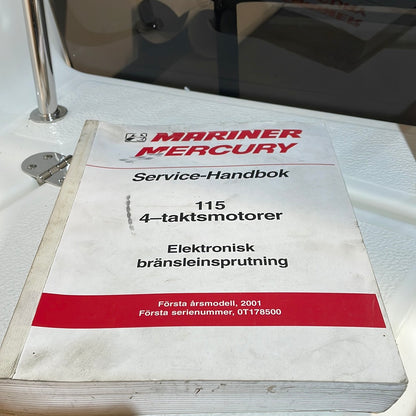 MARINER
MERCURY
Service-Handbok
115
4–taktsmotorer
Elektronisk
bränsleinsprutning
Första årsmodell, 2001
Första serienummer, 0T178500